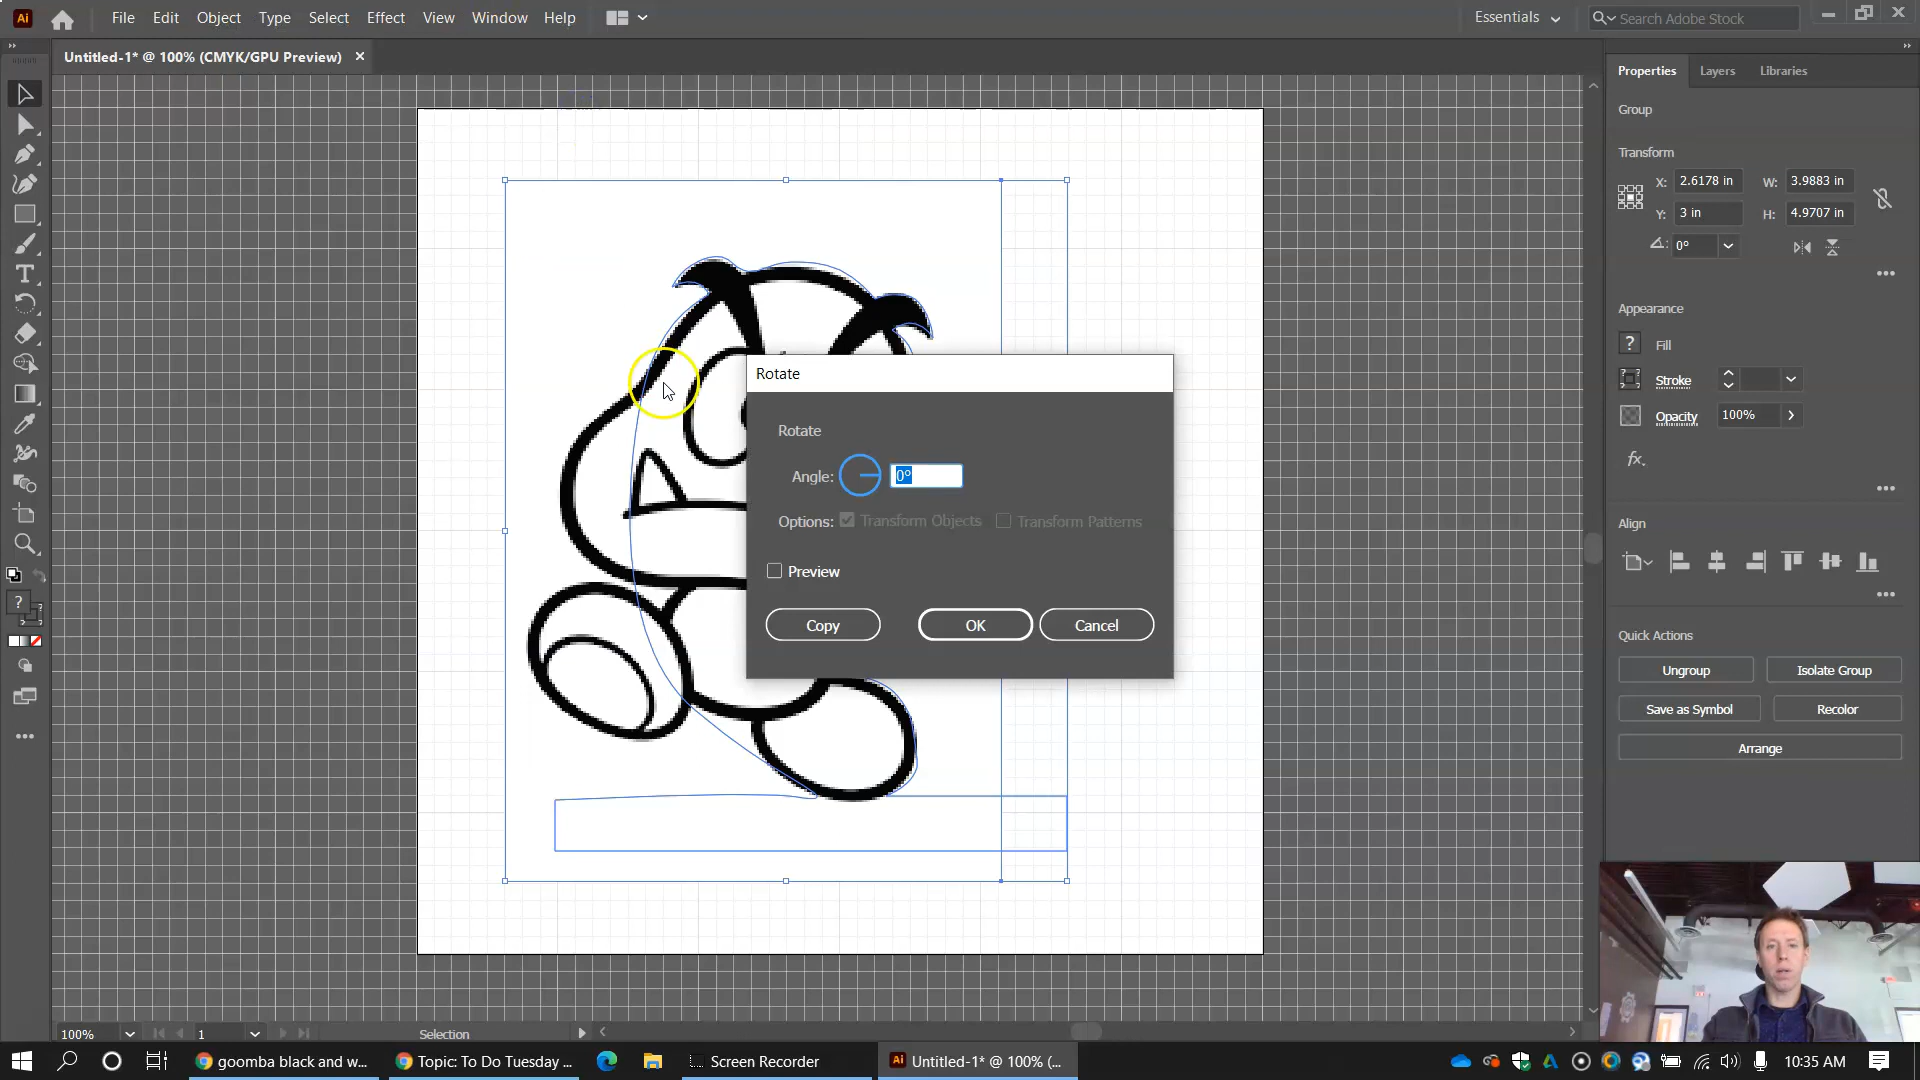 Ai File Edit Object Type Select Effect View Window Help Essentials Search Adobe Stock
Untitled-1* @ 100% (CMYK/GPU Preview) ×
Properties Layers Libraries
Group
Transform
X: 2.6178 in W: 3.9883 in
Y: 3 in H: 4.9707 in
0°
Appearance
? Fill
Stroke
Opacity 100%
fx.
Align
Quick Actions
Ungroup Isolate Group
Save as Symbol Recolor
Arrange
Rotate
Rotate
Angle: 0°
Options: Transform Objects Transform Patterns
Preview
Copy OK Cancel
100% 1 Selection
goomba black and w... Topic: To Do Tuesday ... Screen Recorder Ai Untitled-1* @ 100% (... 10:35 AM